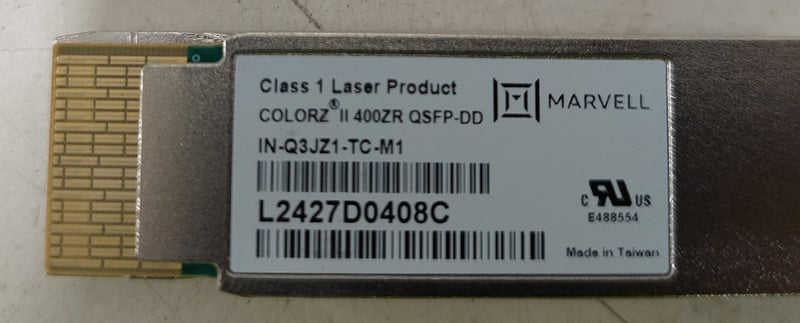 Class 1 Laser Product
COLORZ® II 400ZR QSFP-DD
MARVELL
IN-Q3JZ1-TC-M1
L2427D0408C
C UL US
E488554
Made in Taiwan